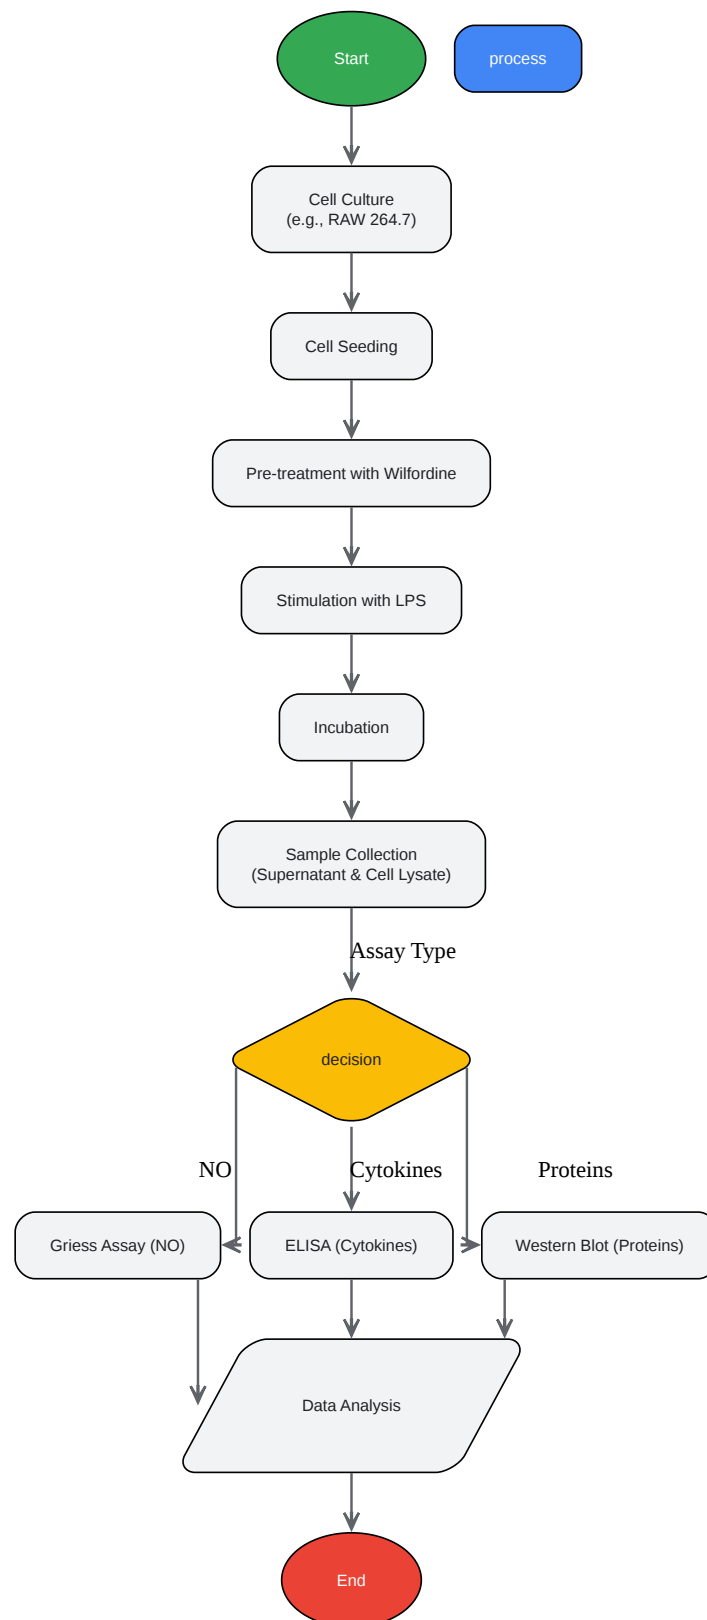 Start
process
Cell Culture
(e.g., RAW 264.7)
Cell Seeding
Pre-treatment with Wilfordine
Stimulation with LPS
Incubation
Sample Collection
(Supernatant & Cell Lysate)
Assay Type
decision
NO
Cytokines
Proteins
Griess Assay (NO)
ELISA (Cytokines)
Western Blot (Proteins)
Data Analysis
End